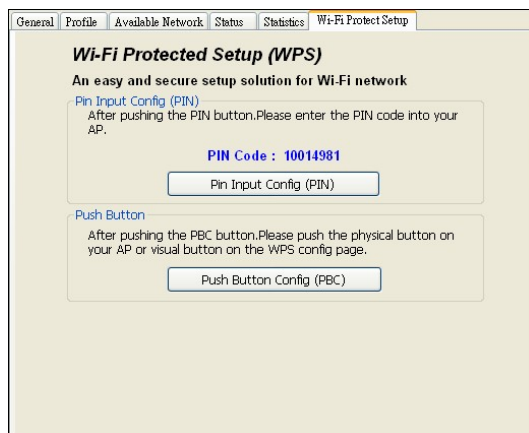 General Profile Available Network Status Statistics Wi-Fi Protect Setup
Wi-Fi Protected Setup (WPS)
An easy and secure setup solution for Wi-Fi network
Pin Input Config (PIN)
After pushing the PIN button.Please enter the PIN code into your
AP.
PIN Code : 10014981
Pin Input Config (PIN)
Push Button
After pushing the PBC button.Please push the physical button on
your AP or visual button on the WPS config page.
Push Button Config (PBC)